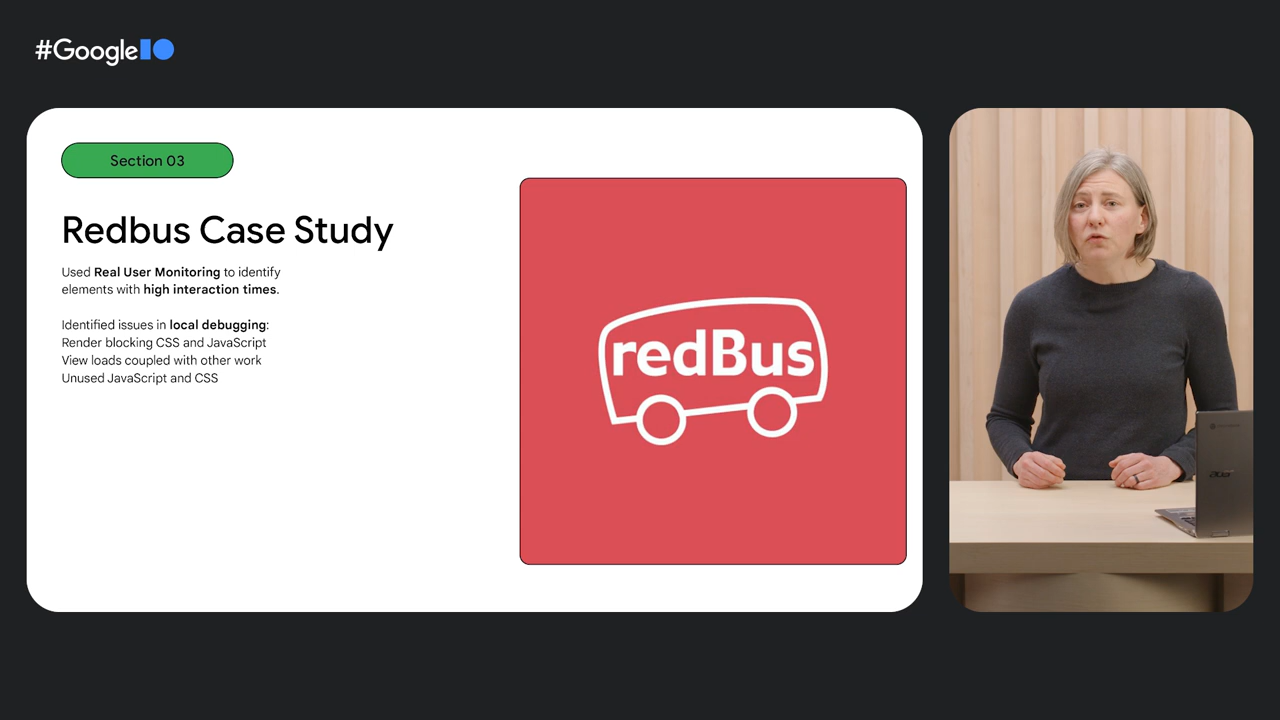 #GoogleIO
Section 03
Redbus Case Study
Used Real User Monitoring to identify
elements with high interaction times.
Identified issues in local debugging:
Render blocking CSS and JavaScript
View loads coupled with other work
Unused JavaScript and CSS
redBus